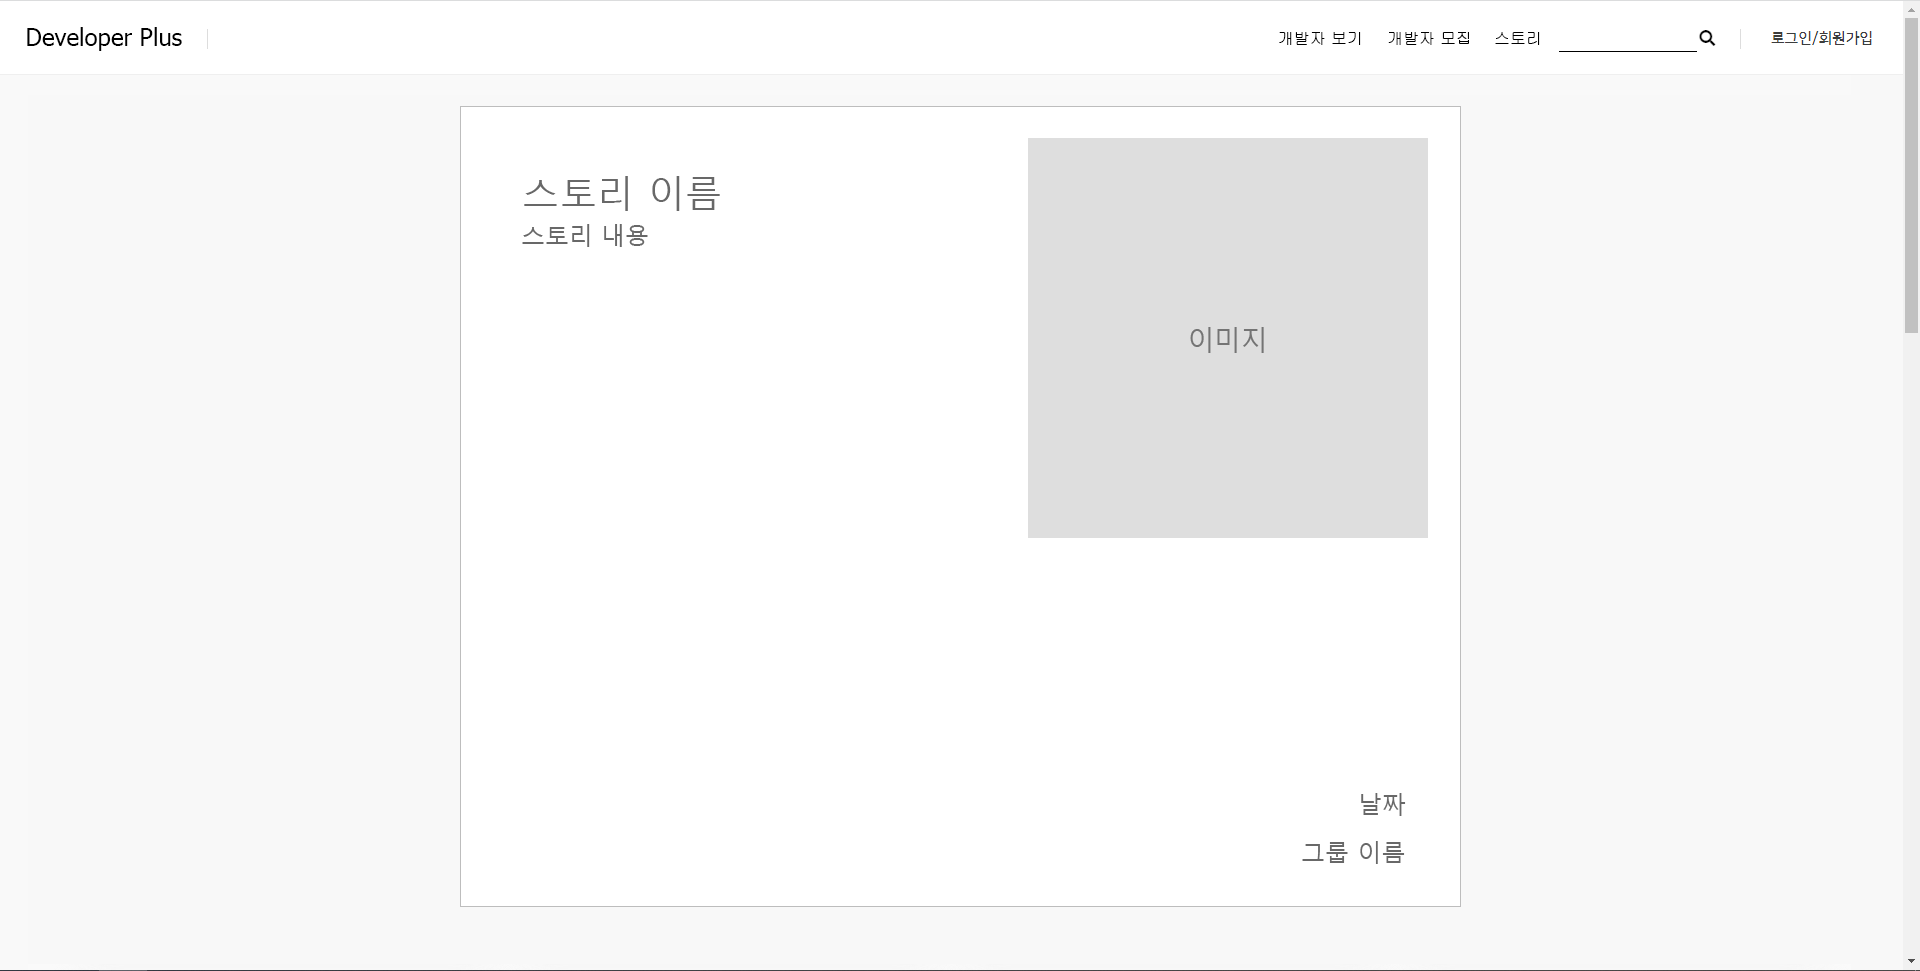 Developer Plus
개발자 보기 개발자 모집 스토리 로그인/회원가입
스토리 이름
스토리 내용
이미지
날짜
그룹 이름